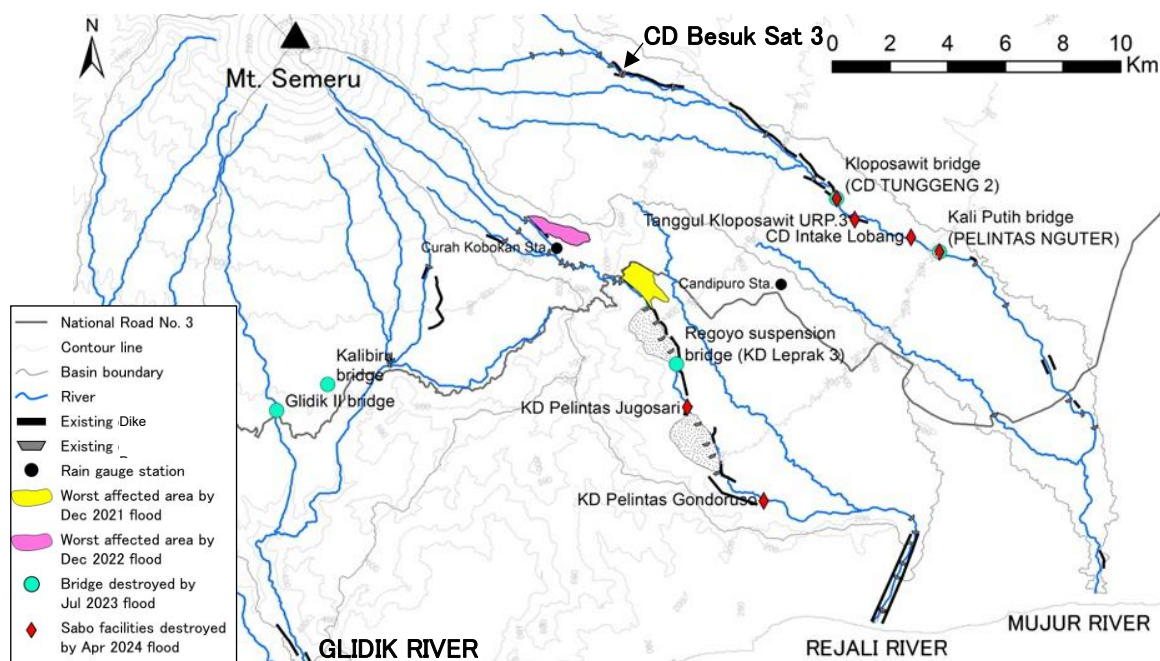 N
CD Besuk Sat 3
0 2 4 6 8 10
Km
Mt. Semeru
Kloposawit bridge
(CD TUNGGENG 2)
Tanggul Kloposawit URP.3
CD Intake Lobang
Kali Putih bridge
(PELINTAS NGUTER)
Curah Kobokan Sta.
Candipuro Sta.
Regoyo suspension
bridge (KD Leprak 3)
Kalibiru
bridge
Glidik II bridge
KD Pelintas Jugosari
KD Pelintas Gondoruso
National Road No. 3
Contour line
Basin boundary
River
Existing Dike
Existing
Rain gauge station
Worst affected area by
Dec 2021 flood
Worst affected area by
Dec 2022 flood
Bridge destroyed by
Jul 2023 flood
Sabo facilities destroyed
by Apr 2024 flood
GLIDIK RIVER
REJALI RIVER
MUJUR RIVER